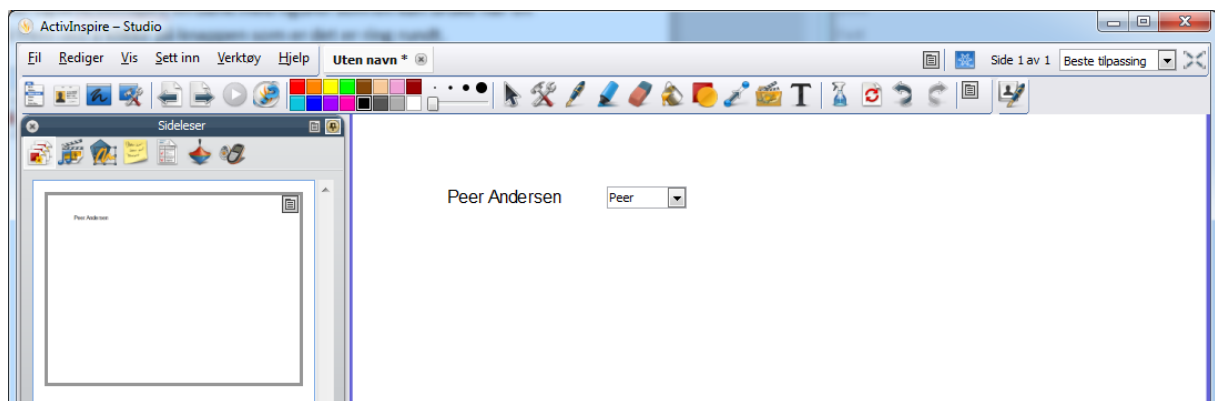 ActivInspire – Studio
Fil Rediger Vis Sett inn Verktøy Hjelp Uten navn * Side 1 av 1 Beste tilpassing
T
Sideleser
Peer Andersen
Peer Andersen Peer